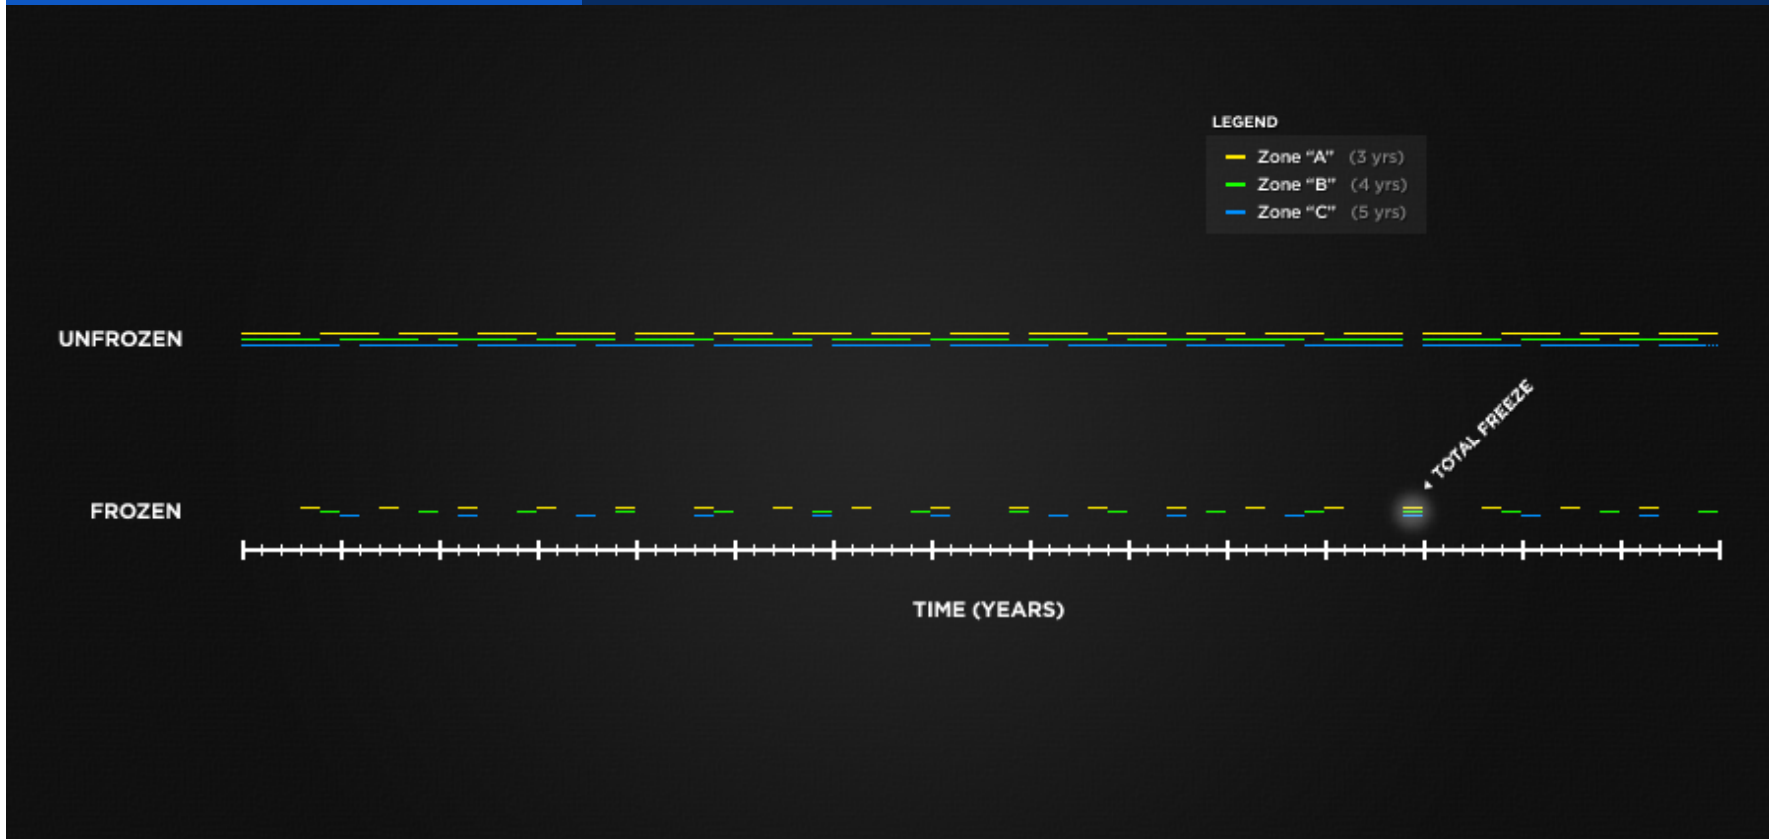 LEGEND
Zone “A” (3 yrs)
Zone “B” (4 yrs)
Zone “C” (5 yrs)
UNFROZEN
TOTAL FREEZE
FROZEN
TIME (YEARS)